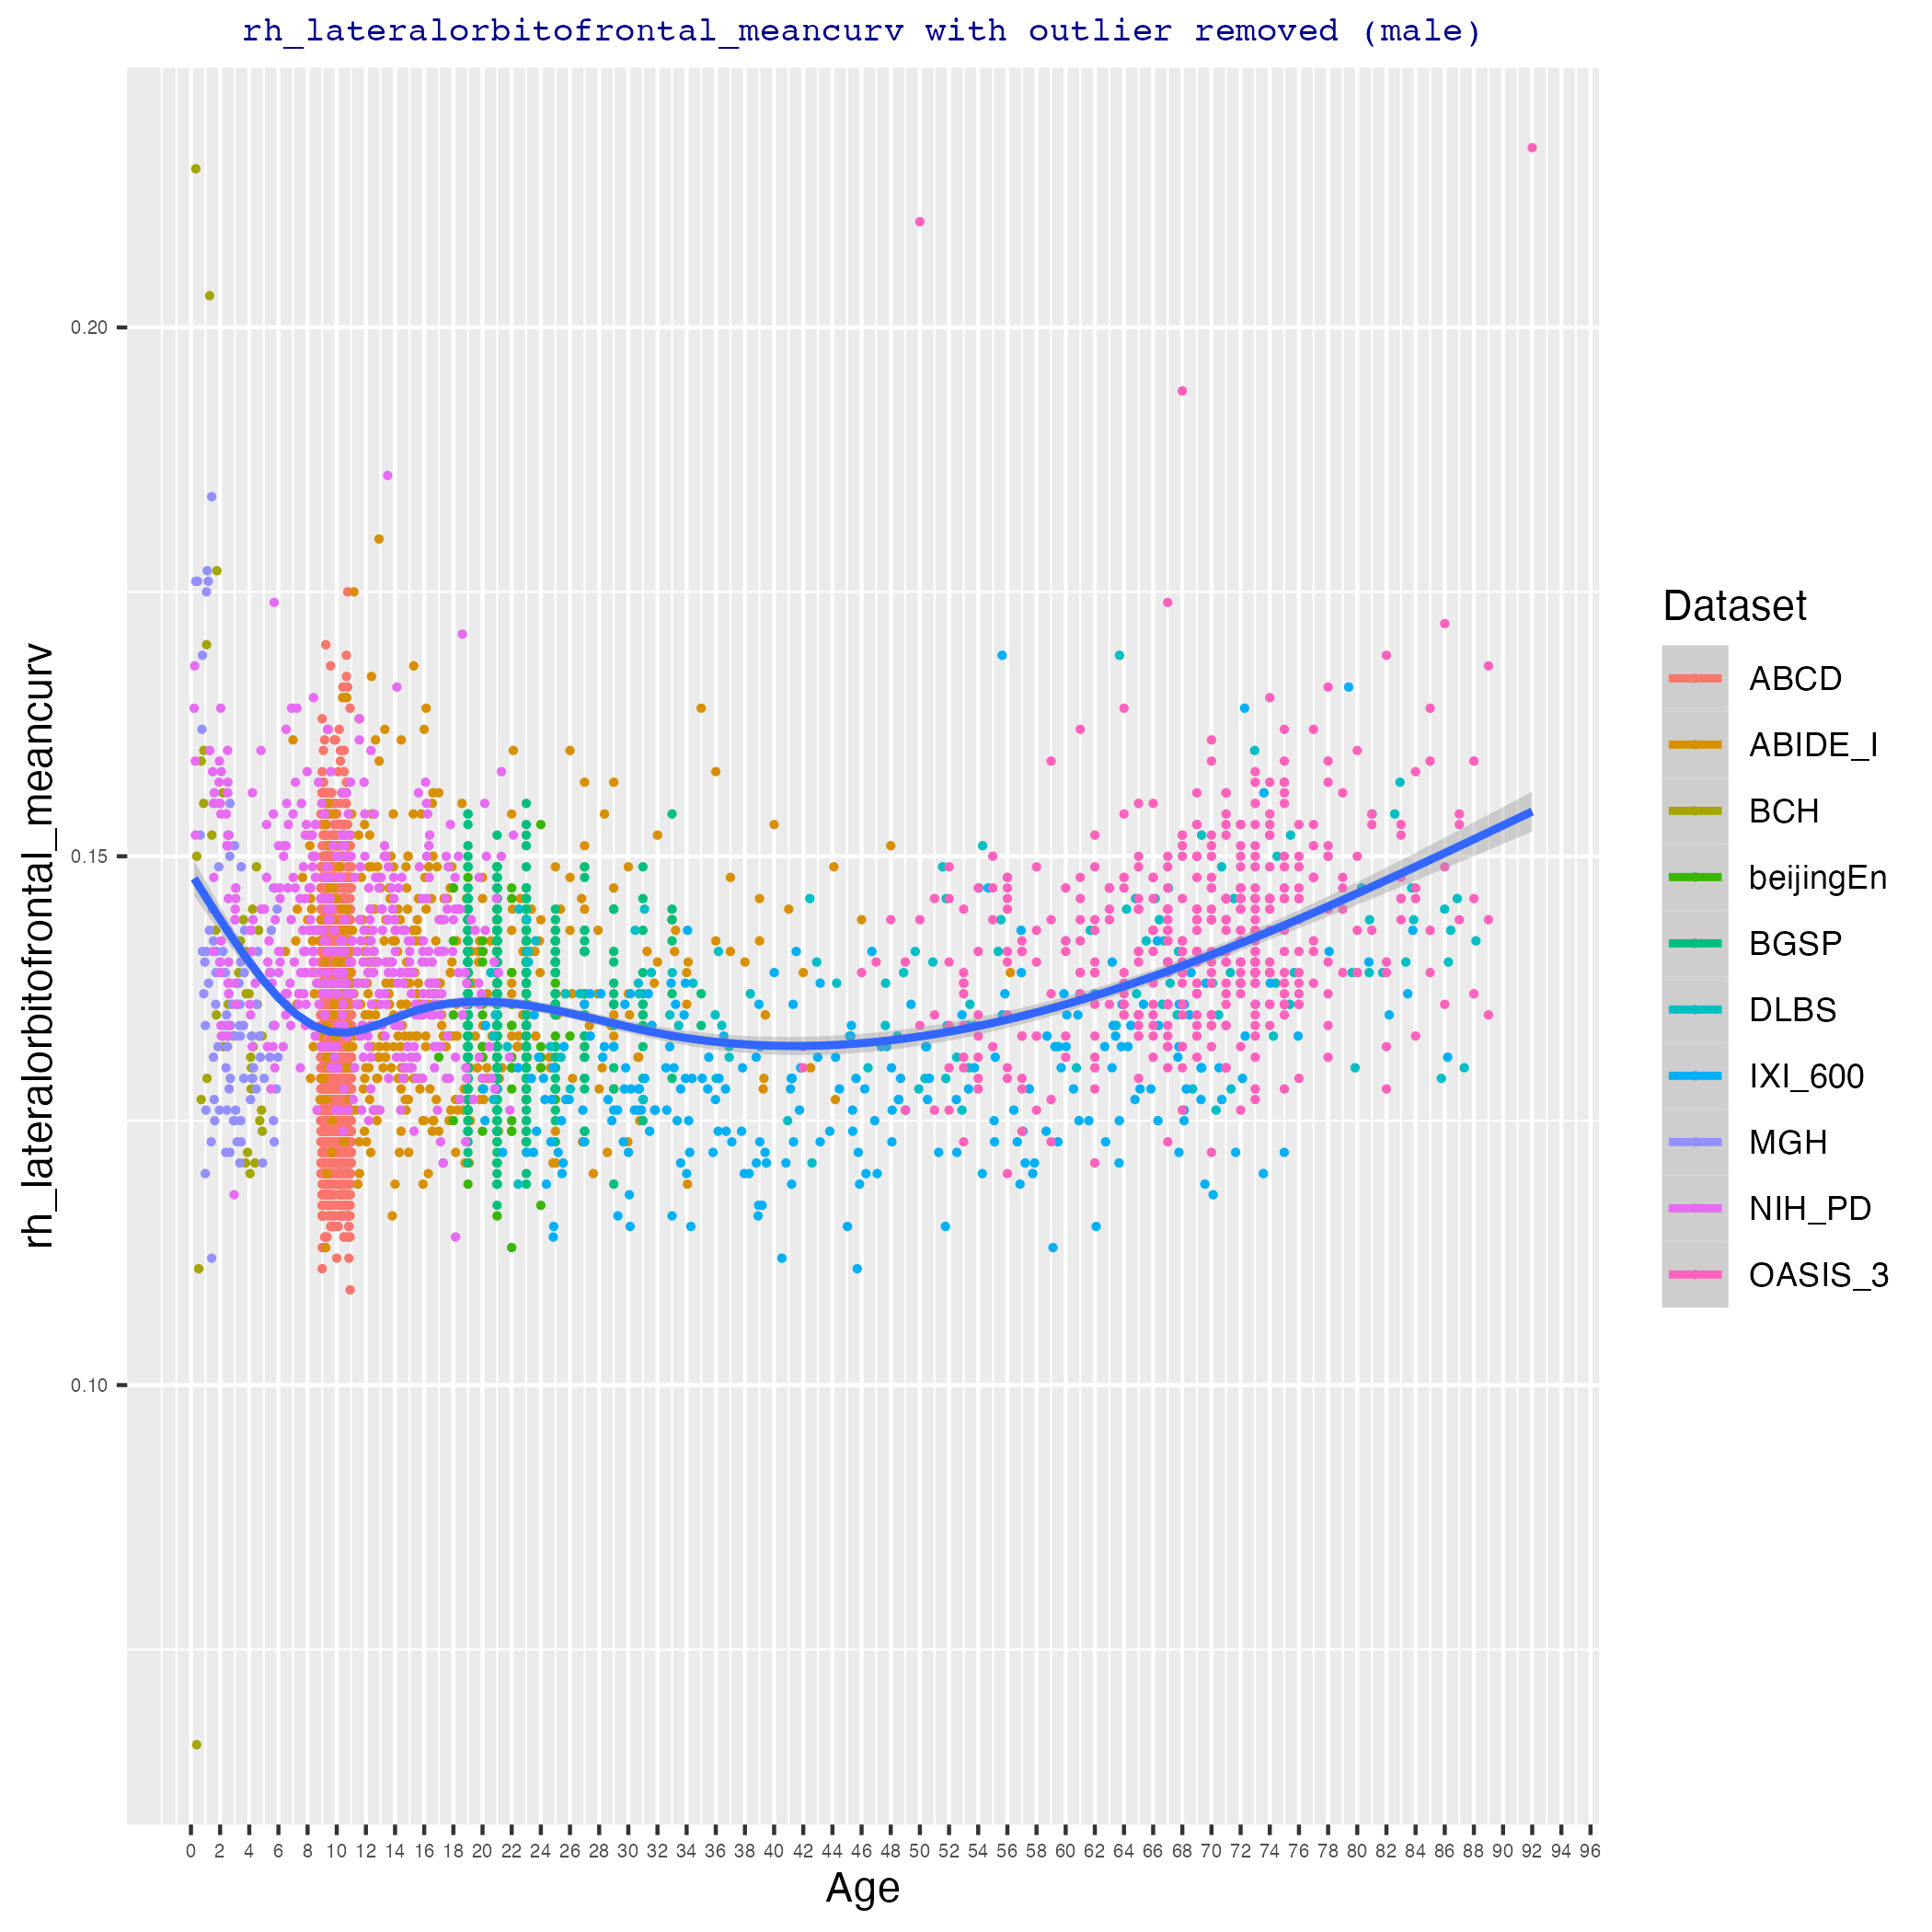 rh_lateralorbitofrontal_meancurv with outlier removed (male)
rh_lateralorbitofrontal_meancurv
0.20
0.15
0.10
0 2 4 6 8 10 12 14 16 18 20 22 24 26 28 30 32 34 36 38 40 42 44 46 48 50 52 54 56 58 60 62 64 66 68 70 72 74 76 78 80 82 84 86 88 90 92 94 96
Age
Dataset
ABCD
ABIDE_I
BCH
beijingEn
BGSP
DLBS
IXI_600
MGH
NIH_PD
OASIS_3